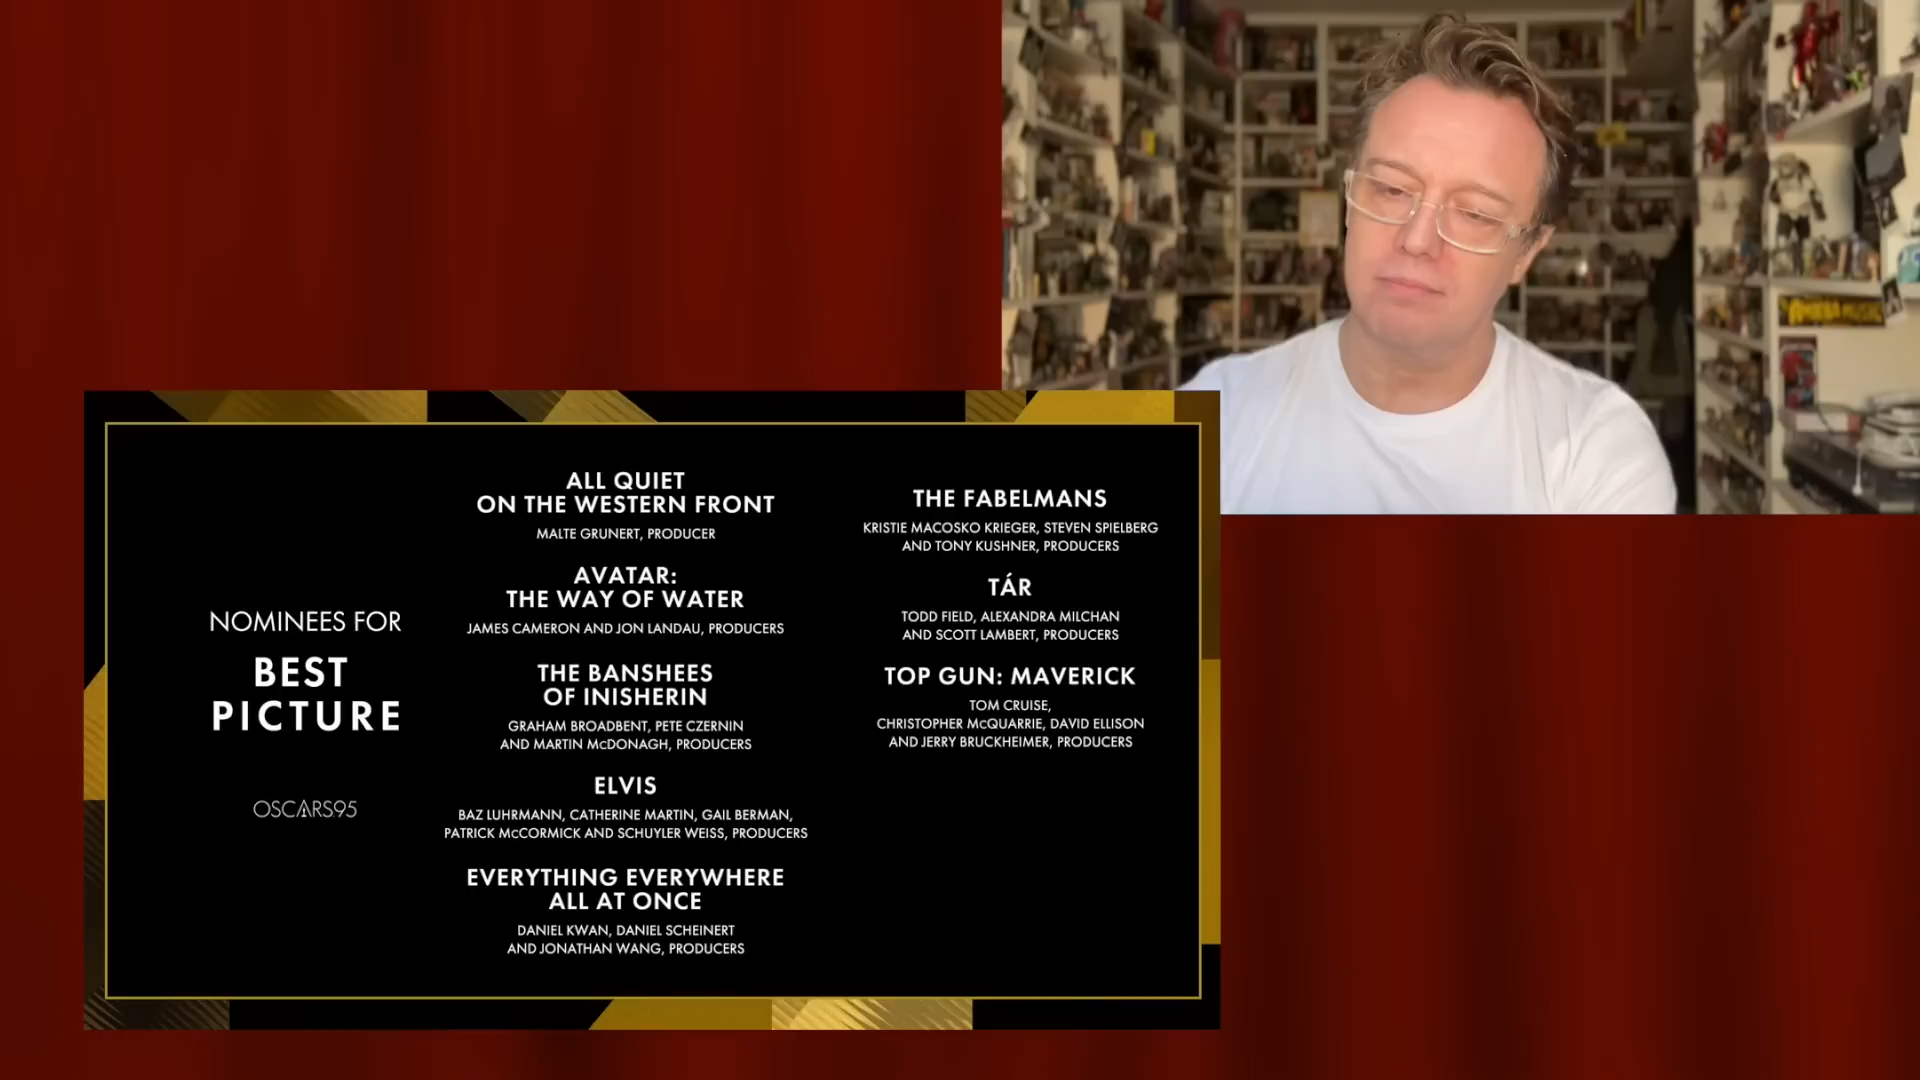 NOMINEES FOR
BEST
PICTURE
OSCARS95
ALL QUIET
ON THE WESTERN FRONT
MALTE GRUNERT, PRODUCER
AVATAR:
THE WAY OF WATER
JAMES CAMERON AND JON LANDAU, PRODUCERS
THE BANSHEES
OF INISHERIN
GRAHAM BROADBENT, PETE CZERNIN
AND MARTIN McDONAGH, PRODUCERS
ELVIS
BAZ LUHRMANN, CATHERINE MARTIN, GAIL BERMAN,
PATRICK McCORMICK AND SCHUYLER WEISS, PRODUCERS
EVERYTHING EVERYWHERE
ALL AT ONCE
DANIEL KWAN, DANIEL SCHEINERT
AND JONATHAN WANG, PRODUCERS
THE FABELMANS
KRISTIE MACOSKO KRIEGER, STEVEN SPIELBERG
AND TONY KUSHNER, PRODUCERS
TÁR
TODD FIELD, ALEXANDRA MILCHAN
AND SCOTT LAMBERT, PRODUCERS
TOP GUN: MAVERICK
TOM CRUISE,
CHRISTOPHER McQUARRIE, DAVID ELLISON
AND JERRY BRUCKHEIMER, PRODUCERS
AMOEBA MUSIC